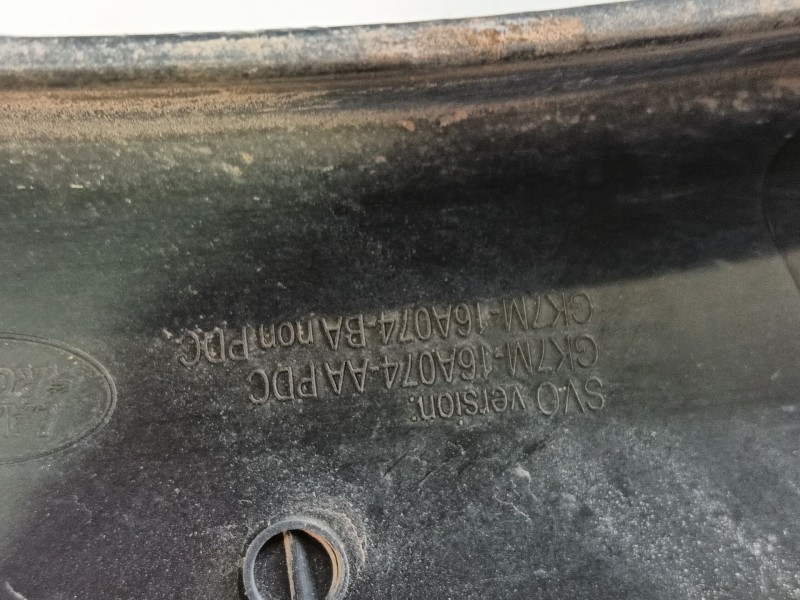 SVO version:
GK7M-16A074-AA PDC
GK7M-16A074-BA non PDC